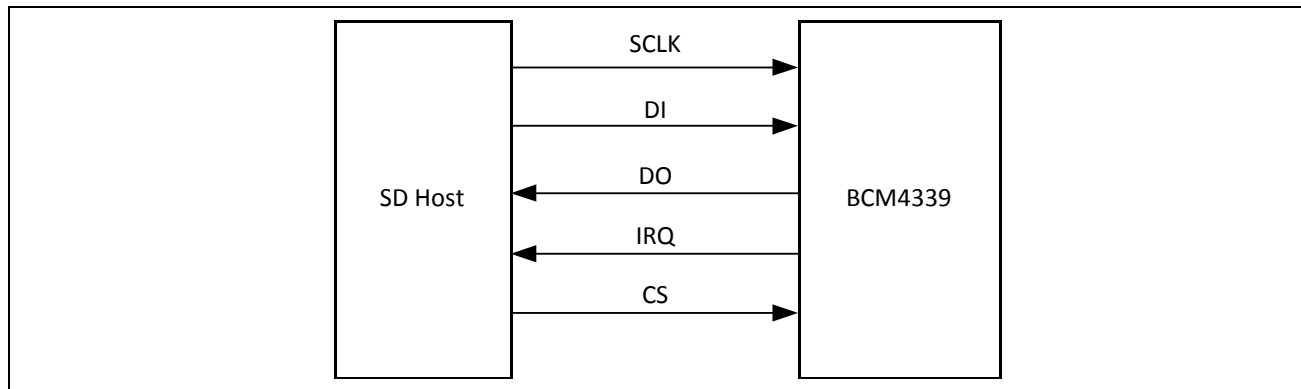 SCLK
DI
DO
SD Host
BCM4339
IRQ
CS